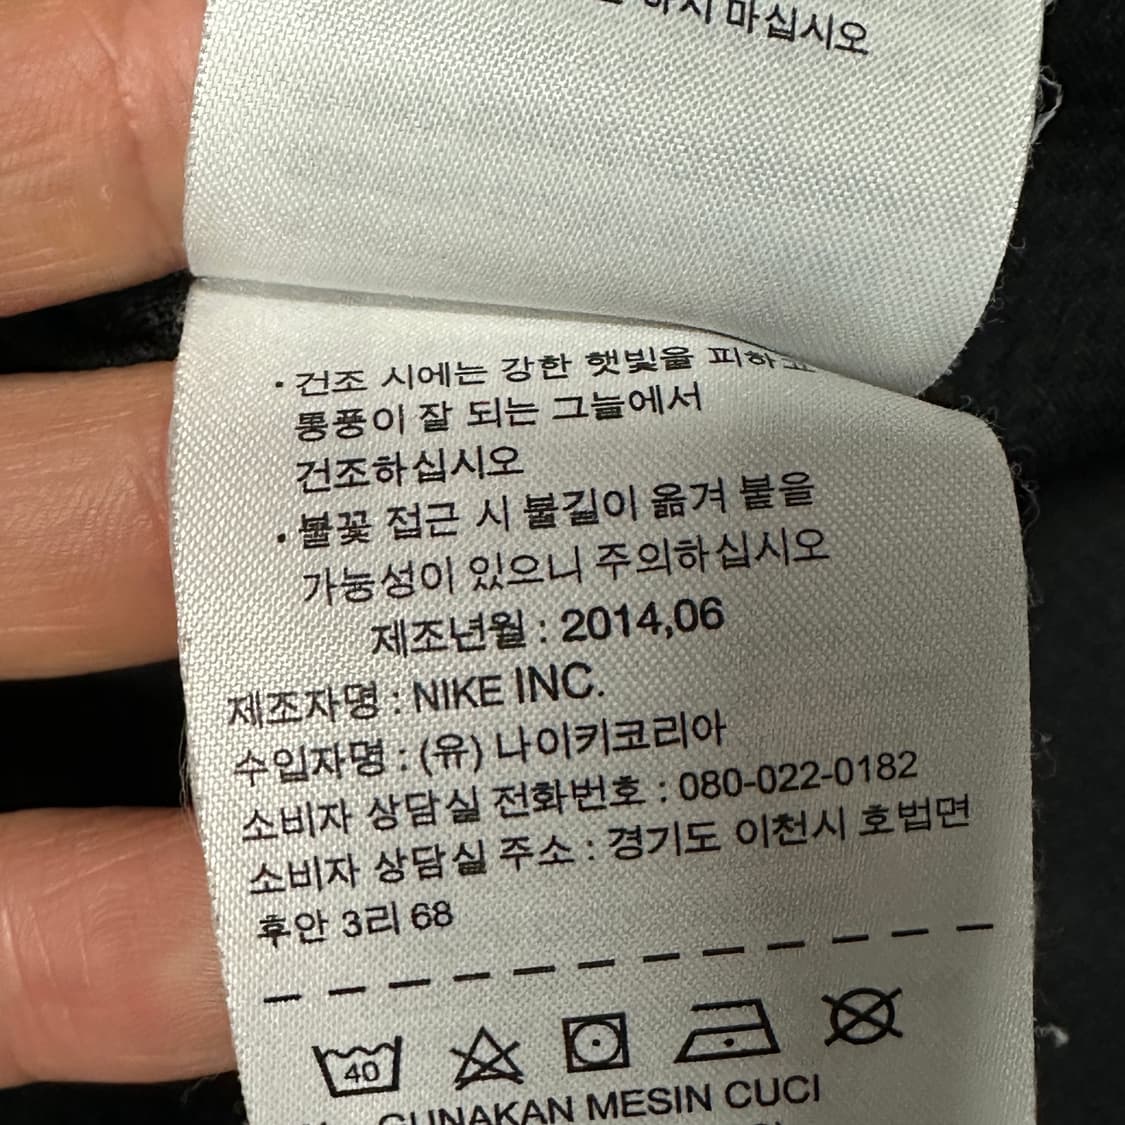 하지 마십시오
· 건조 시에는 강한 햇빛을 피하고
통풍이 잘 되는 그늘에서
건조하십시오
· 불꽃 접근 시 불길이 옮겨 붙을
가능성이 있으니 주의하십시오
제조년월 : 2014,06
제조자명 : NIKE INC.
수입자명 : (유) 나이키코리아
소비자 상담실 전화번호 : 080-022-0182
소비자 상담실 주소 : 경기도 이천시 호법면
후안 3리 68
40
GUNAKAN MESIN CUCI